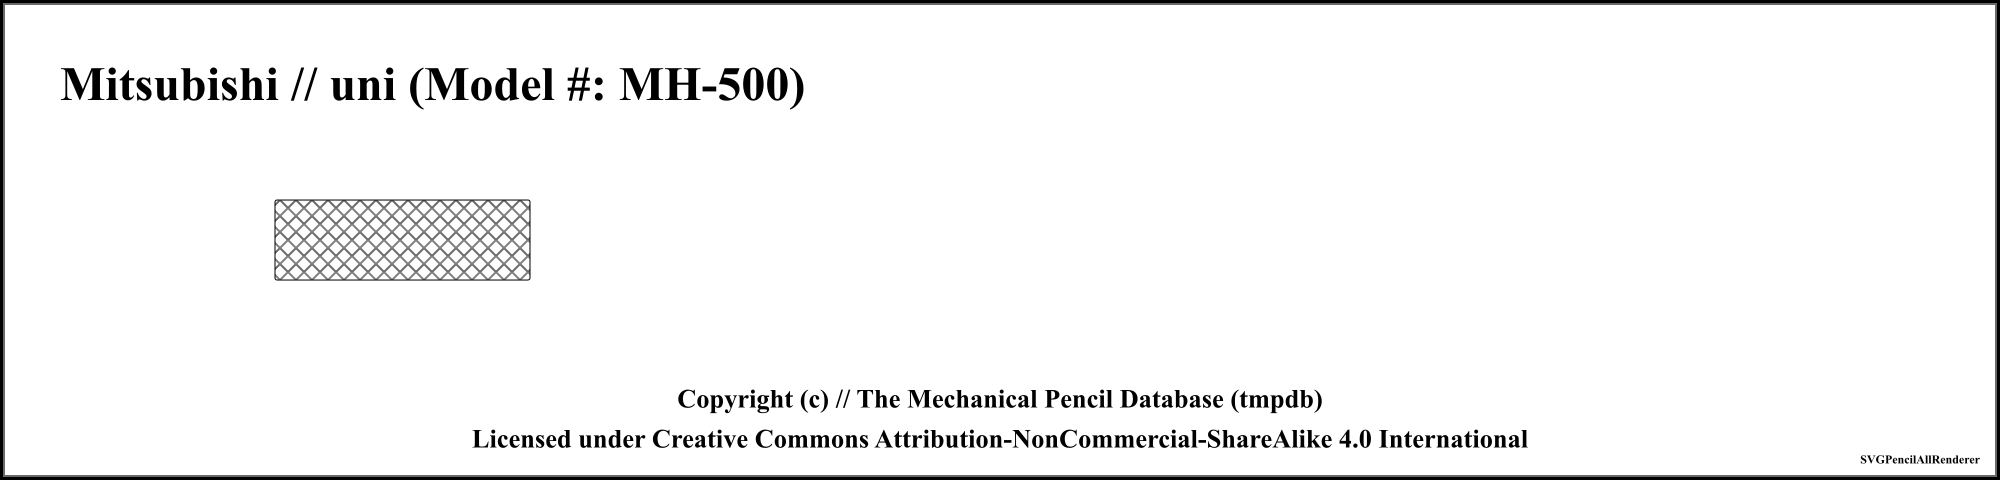 Mitsubishi // uni (Model #: MH-500)
Copyright (c) // The Mechanical Pencil Database (tmpdb)
Licensed under Creative Commons Attribution-NonCommercial-ShareAlike 4.0 International
SVGPencilAllRenderer